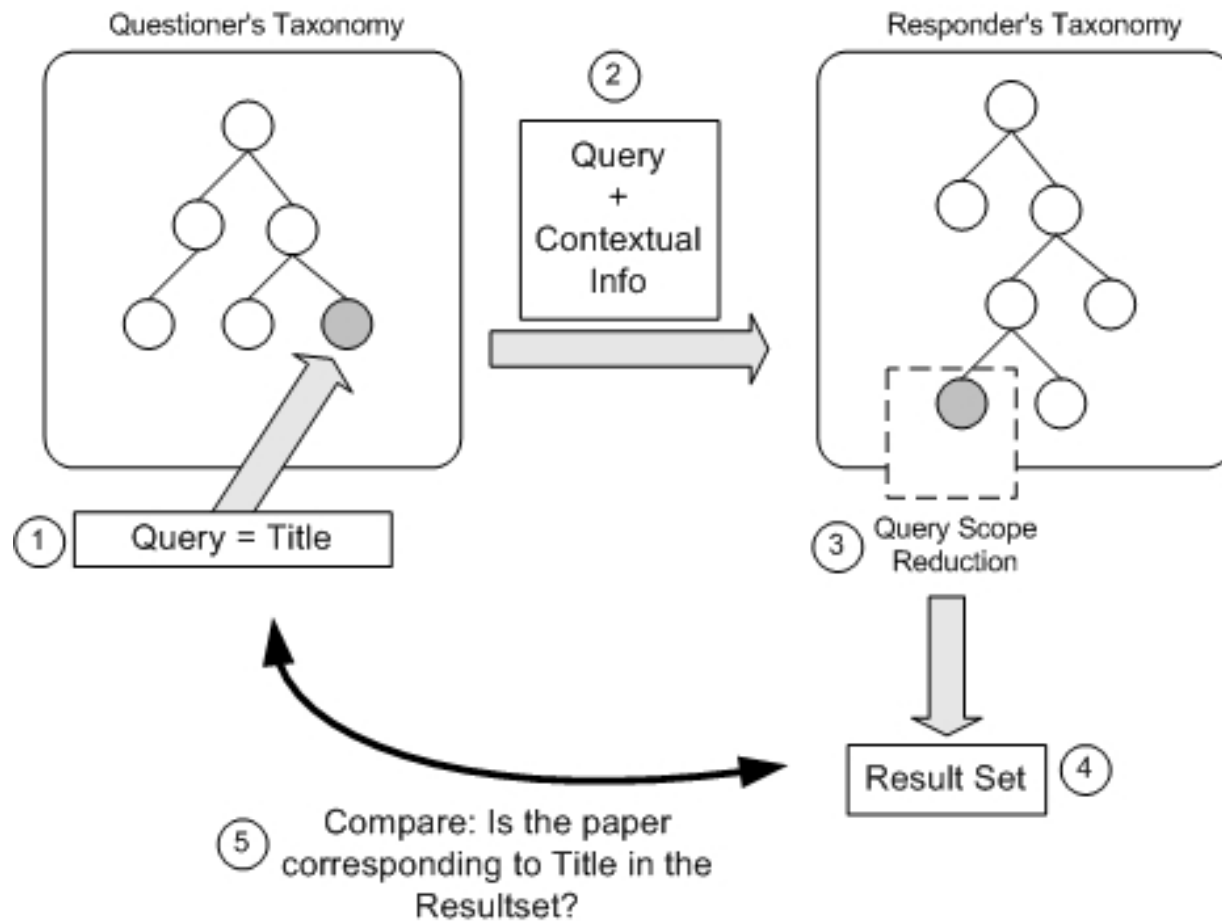 Questioner's Taxonomy
Responder's Taxonomy
2
Query
+
Contextual
Info
1
Query = Title
3
Query Scope
Reduction
Result Set
4
5
Compare: Is the paper
corresponding to Title in the
Resultset?